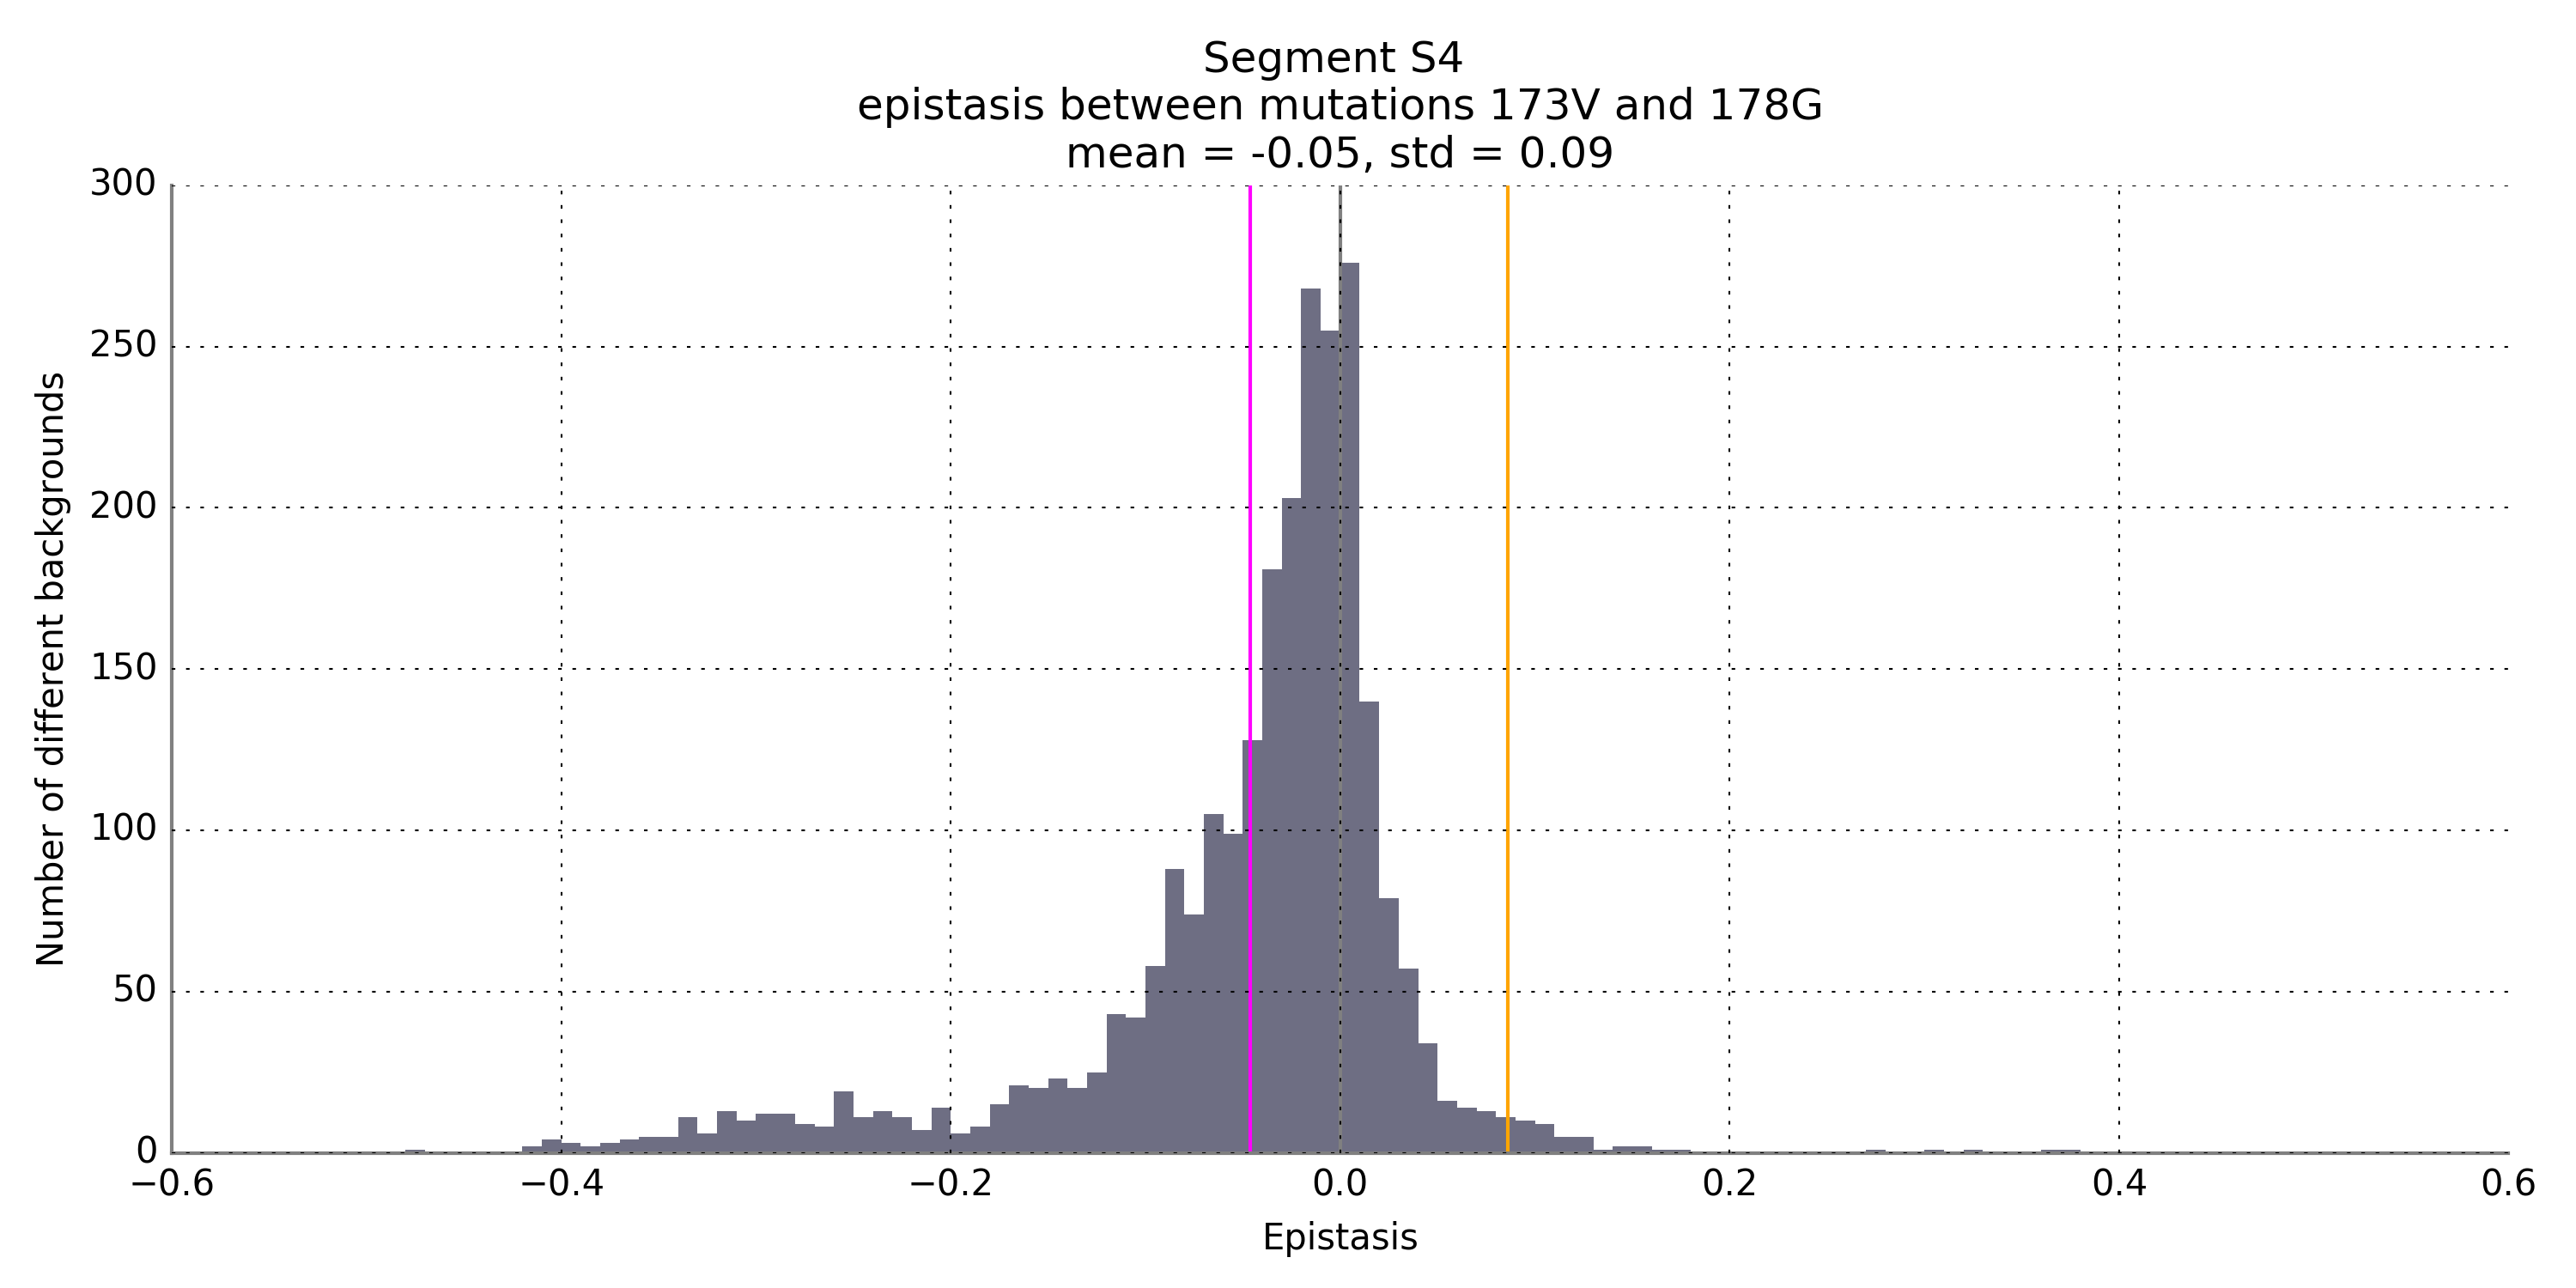 Segment S4
epistasis between mutations 173V and 178G
mean = -0.05, std = 0.09
300
250
200
150
100
50
0
Number of different backgrounds
−0.6
−0.4
−0.2
0.0
0.2
0.4
0.6
Epistasis